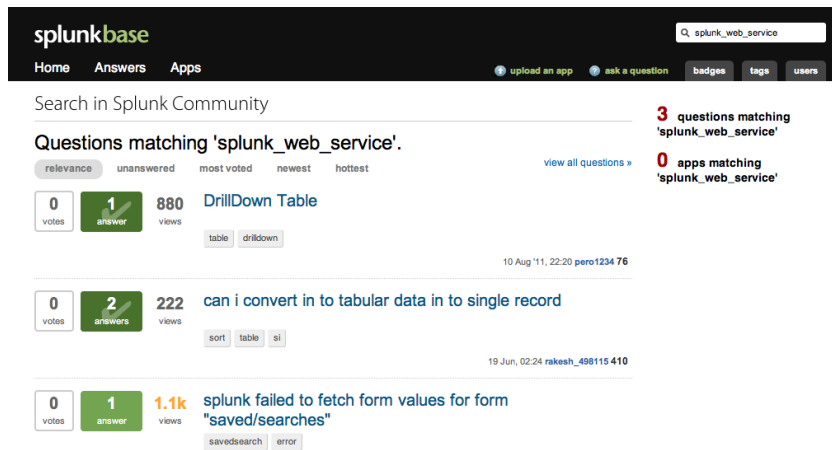 splunkbase
splunk_web_service
Home Answers Apps
upload an app ask a question badges tags users
Search in Splunk Community
3 questions matching
'splunk_web_service'
0 apps matching
'splunk_web_service'
Questions matching 'splunk_web_service'.
relevance unanswered most voted newest hottest
view all questions »
0 votes
1 answer
880 views
DrillDown Table
table drilldown
10 Aug '11, 22:20 pero1234 76
0 votes
2 answers
222 views
can i convert in to tabular data in to single record
sort table si
19 Jun, 02:24 rakesh_498115 410
0 votes
1 answer
1.1k views
splunk failed to fetch form values for form
"saved/searches"
savedsearch error